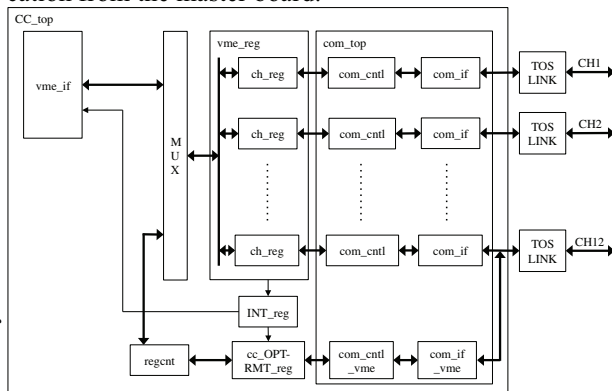 cation from the master board.
CC_top
vme_if
M
U
X
vme_reg
ch_reg
ch_reg
ch_reg
com_top
com_cntl
com_if
com_cntl
com_if
com_cntl
com_if
TOS
LINK
CH1
TOS
LINK
CH2
TOS
LINK
CH12
INT_reg
regcnt
cc_OPT-
RMT_reg
com_cntl
_vme
com_if
_vme